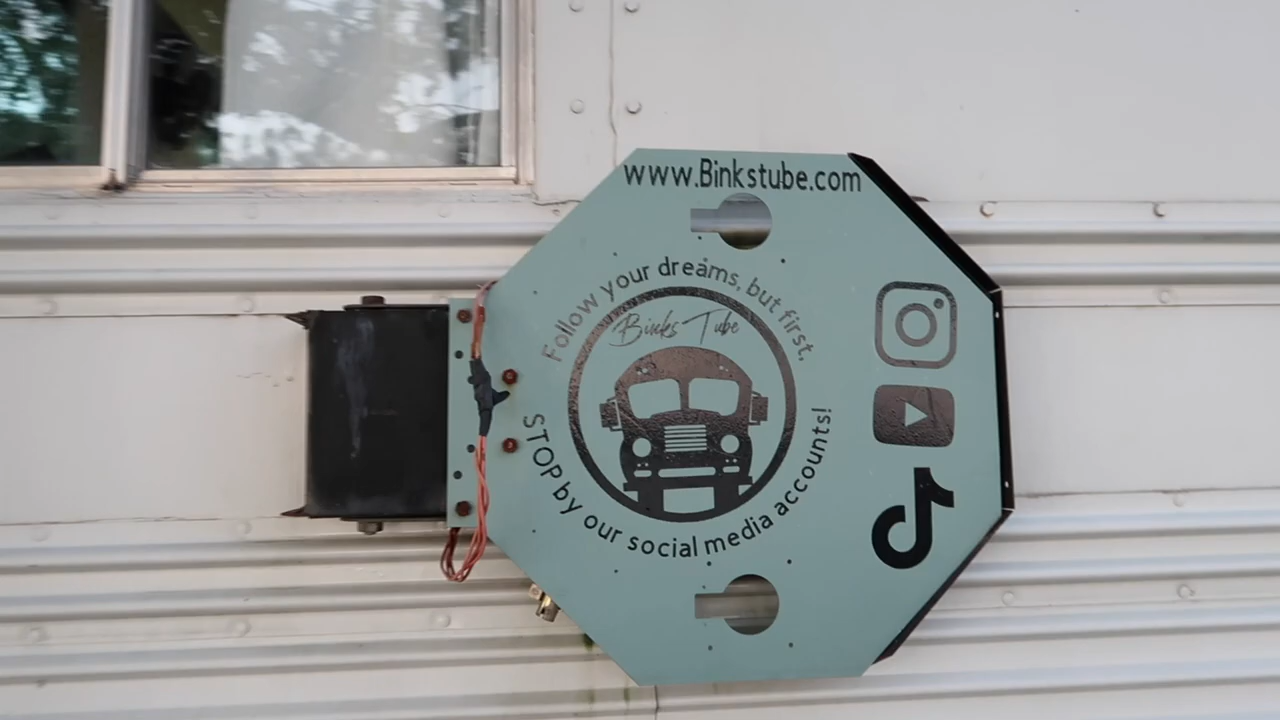 www.Binkstube.com
Follow your dreams, but first,
Binks Tube
STOP by our social media accounts!